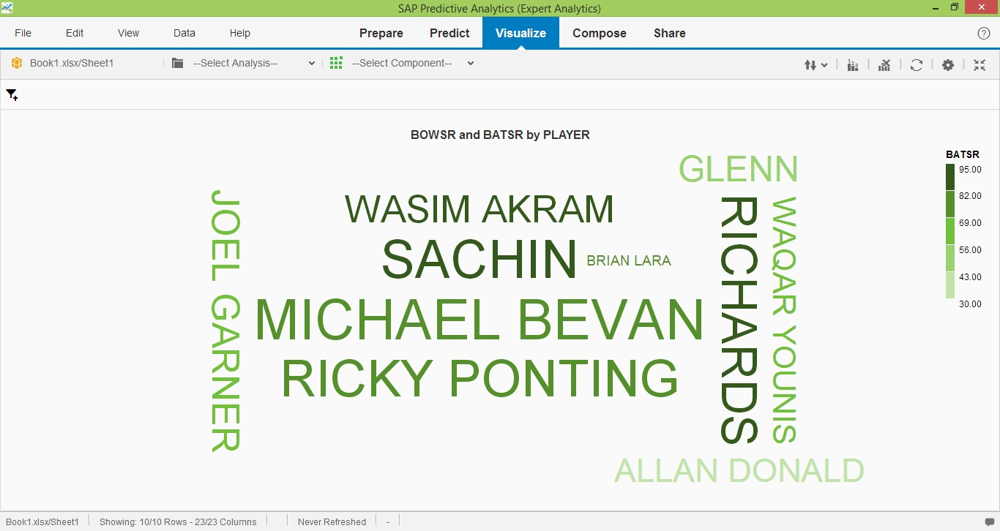 SAP Predictive Analytics (Expert Analytics)
File Edit View Data Help Prepare Predict Visualize Compose Share
Book1.xlsx/Sheet1 --Select Analysis-- --Select Component--
BOWSR and BATSR by PLAYER
BATSR
95.00
82.00
69.00
56.00
43.00
30.00
GLENN
JOEL GARNER
WASIM AKRAM
SACHIN
BRIAN LARA
MICHAEL BEVAN
RICKY PONTING
RICHARDS
WAQAR YOUNIS
ALLAN DONALD
Book1.xlsx/Sheet1 Showing: 10/10 Rows - 23/23 Columns Never Refreshed -